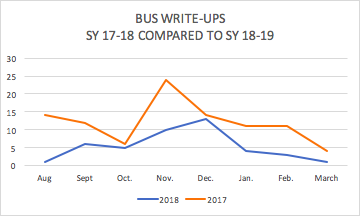 BUS WRITE-UPS
SY 17-18 COMPARED TO SY 18-19
30
25
20
15
10
5
0
Aug Sept Oct. Nov. Dec. Jan. Feb. March
2018 2017